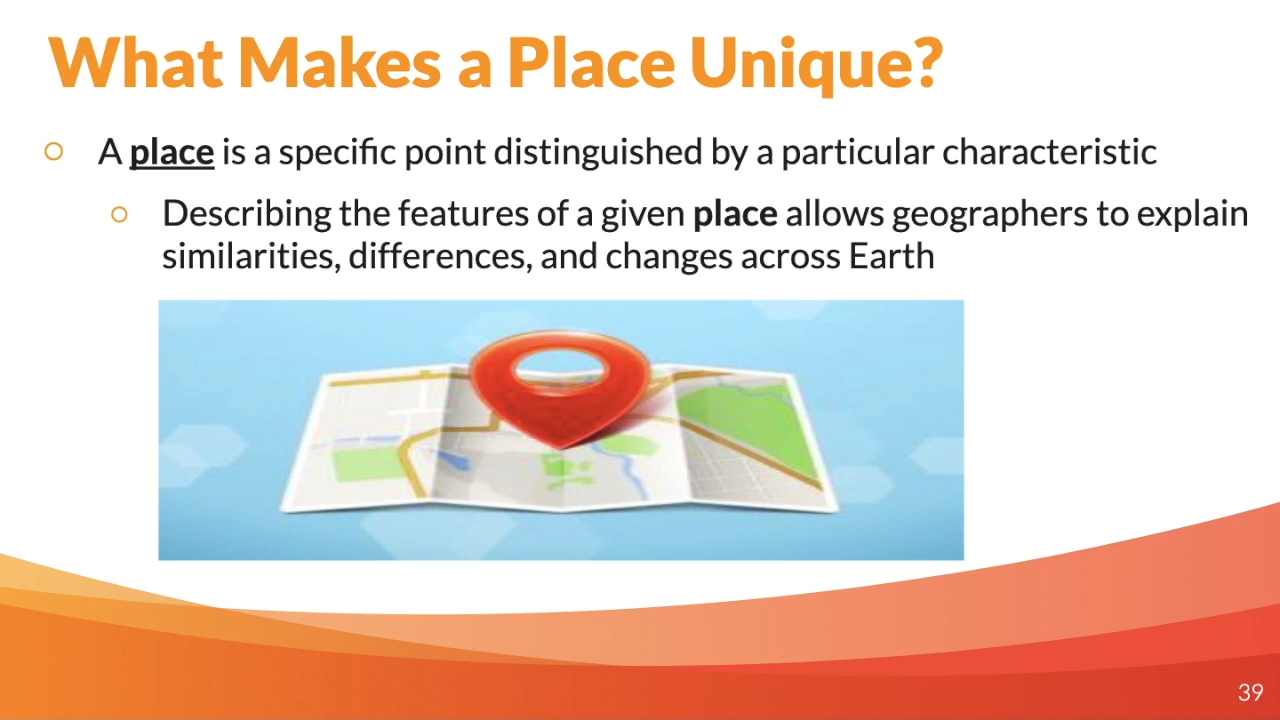 What Makes a Place Unique?
A place is a specific point distinguished by a particular characteristic
Describing the features of a given place allows geographers to explain
similarities, differences, and changes across Earth
39